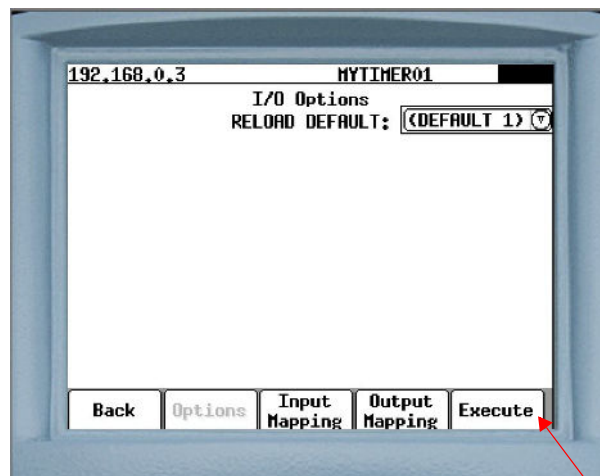 192.168.0.3 MYTIMER01
I/O Options
RELOAD DEFAULT: (DEFAULT 1)
Back Options Input Mapping Output Mapping Execute